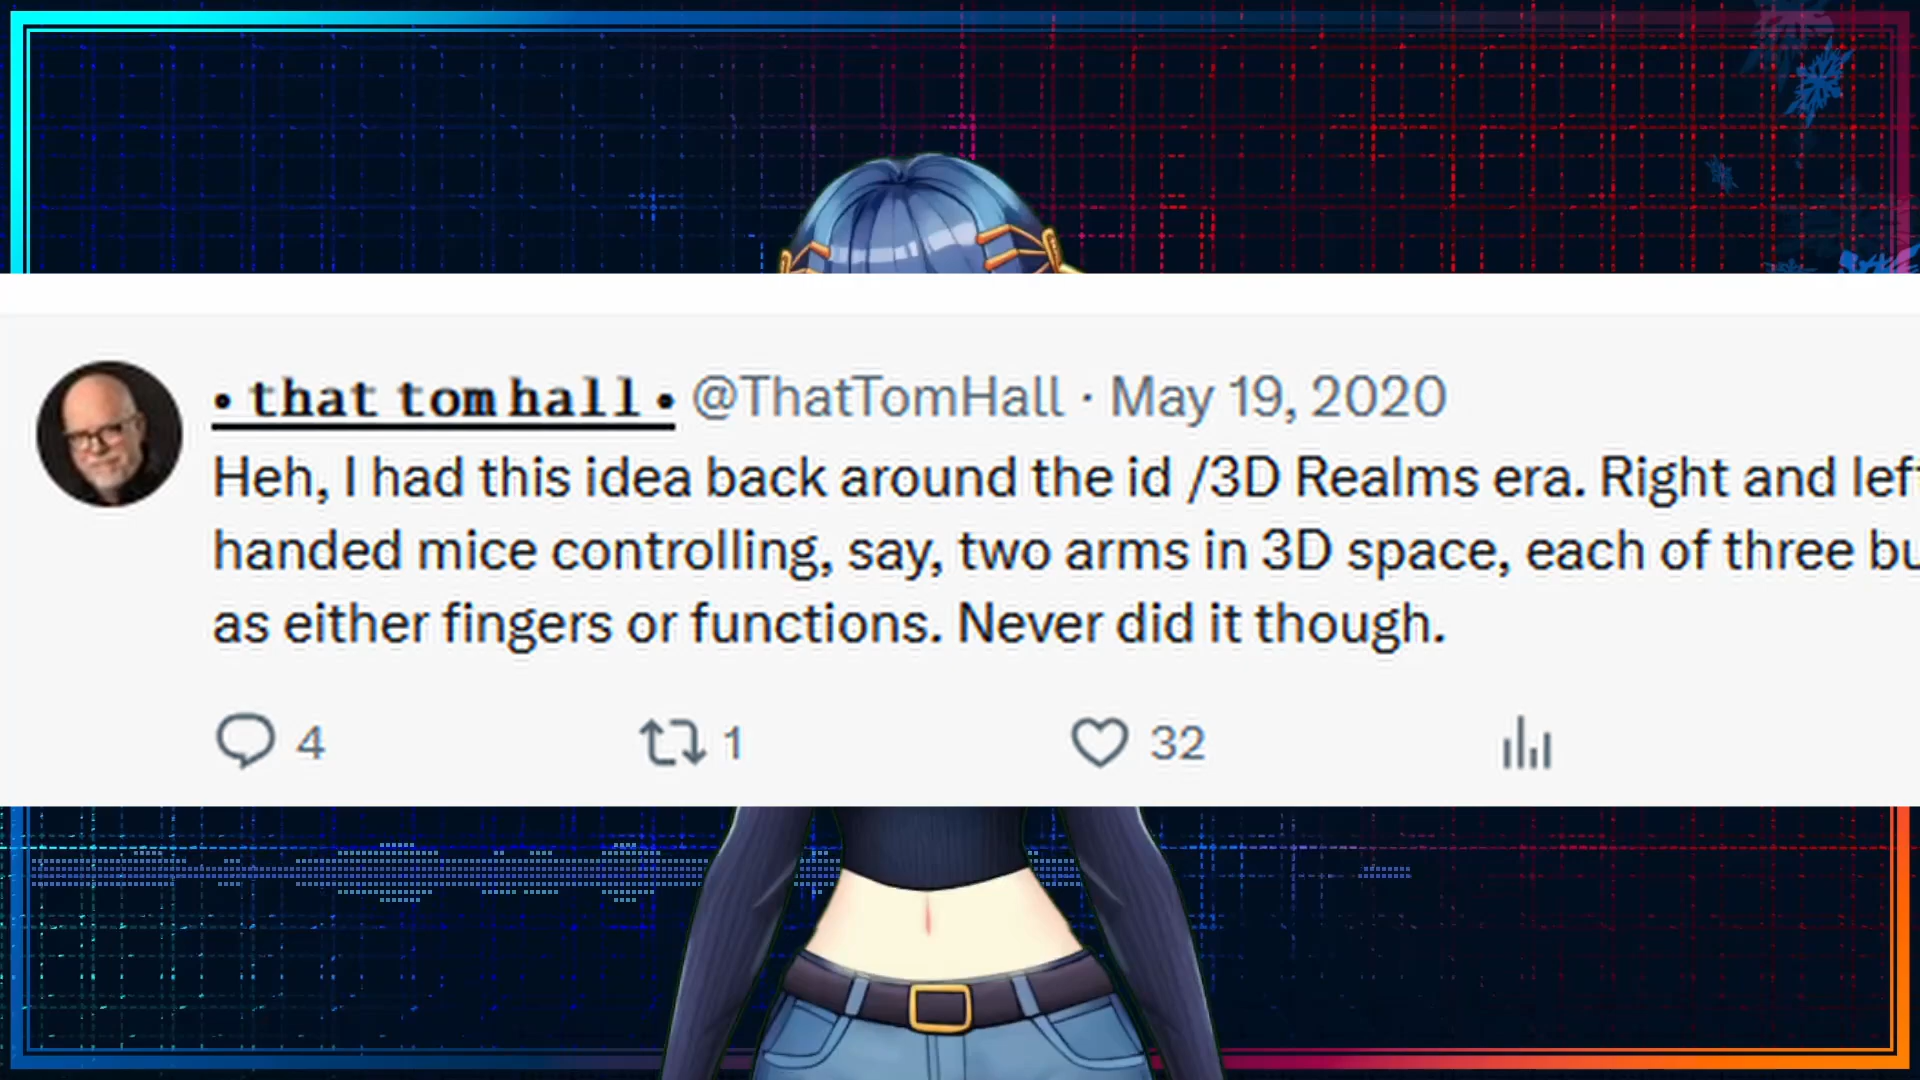 • that tom hall • @ThatTomHall · May 19, 2020
Heh, I had this idea back around the id /3D Realms era. Right and
handed mice controlling, say, two arms in 3D space, each of three
as either fingers or functions. Never did it though.
4 1 32